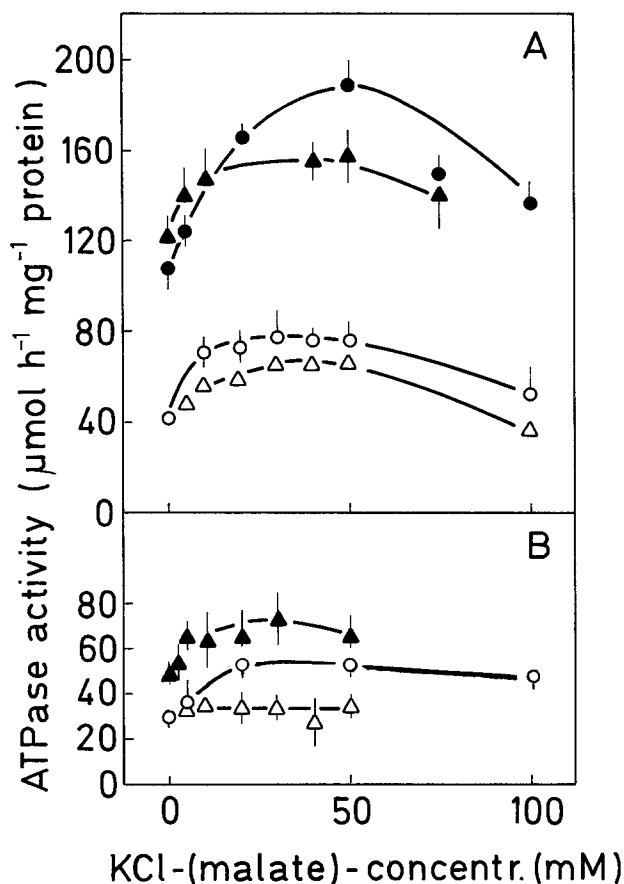 A
200
160
120
80
40
0
B
80
60
40
20
0
0 50 100
ATPase activity (μmol h⁻¹ mg⁻¹ protein)
KCl-(malate)-concentr.(mM)